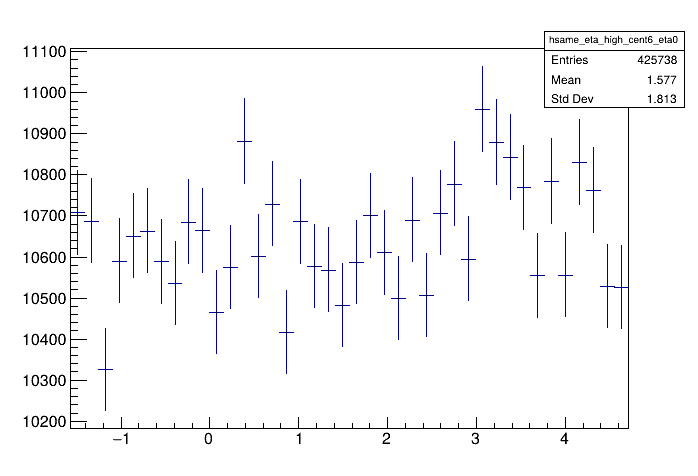 hsame_eta_high_cent6_eta0
Entries 425738
Mean 1.577
Std Dev 1.813
11100
11000
10900
10800
10700
10600
10500
10400
10300
10200
−1 0 1 2 3 4